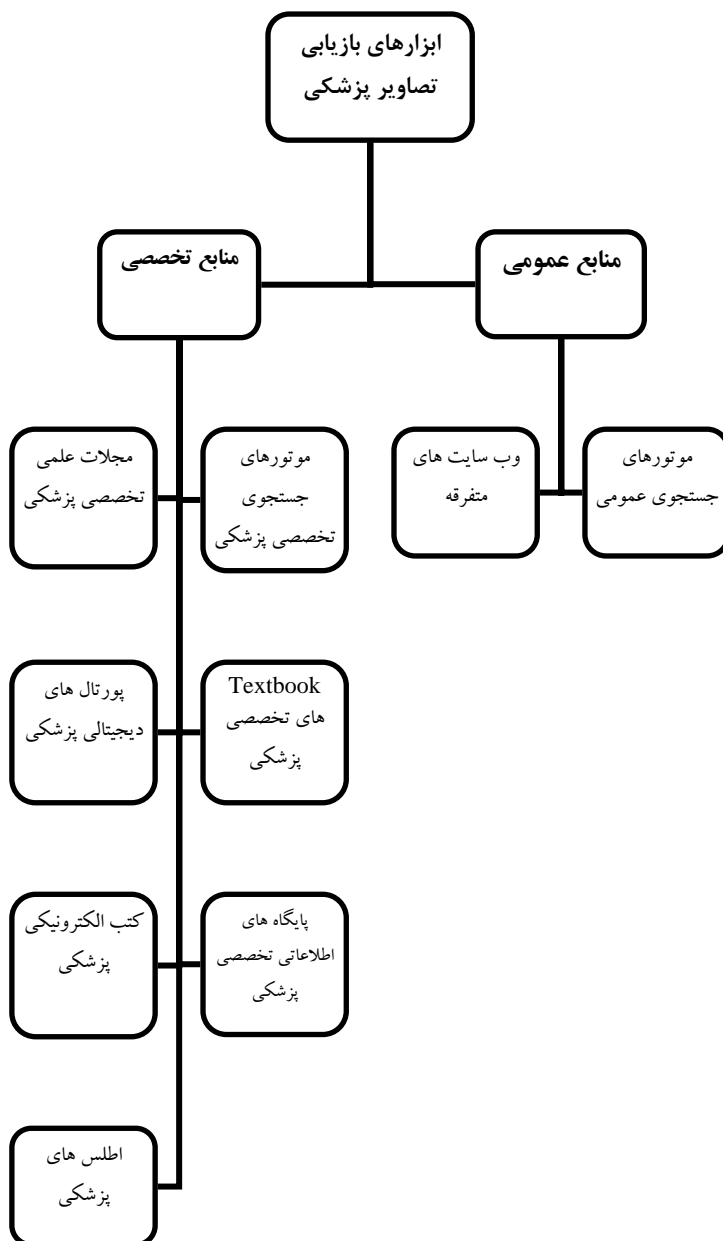 ابزارهای بازیابی
تصاویر پزشکی
منابع عمومی
منابع تخصصی
موتورهای
جستجوی عمومی
وب سایت های
متفرقه
موتورهای
جستجوی
تخصصی پزشکی
مجلات علمی
تخصصی پزشکی
Textbook
های تخصصی
پزشکی
پورتال های
دیجیتالی پزشکی
پایگاه های
اطلاعاتی تخصصی
پزشکی
کتب الکترونیکی
پزشکی
اطلس های
پزشکی